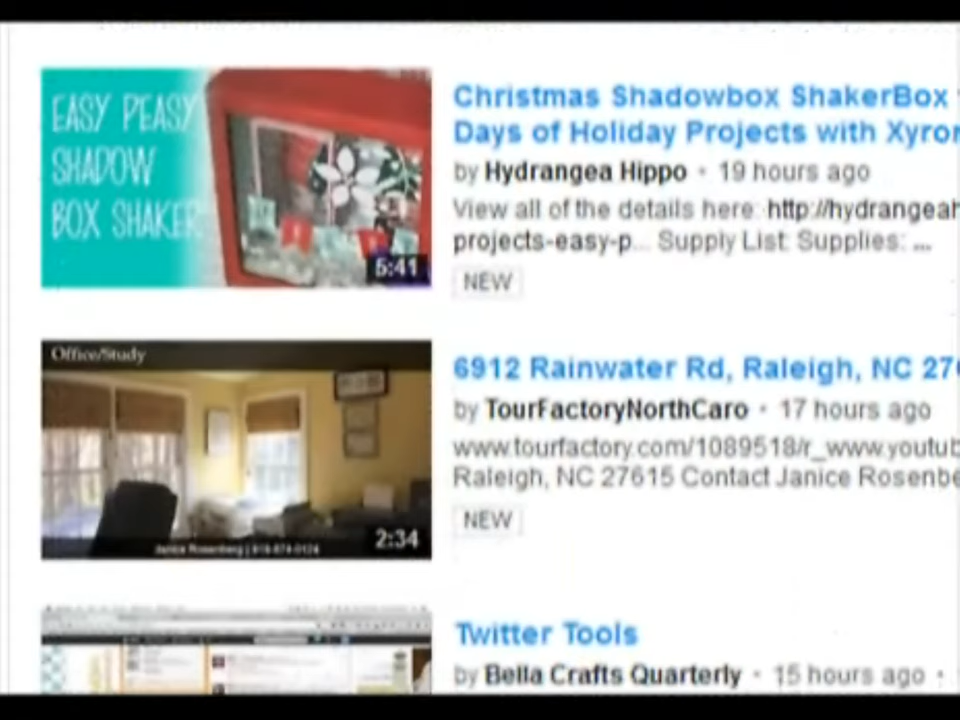 EASY PEASY
SHADOW
BOX SHAKER
5:41
Christmas Shadowbox ShakerBox
Days of Holiday Projects with Xyron
by Hydrangea Hippo · 19 hours ago
View all of the details here: http://hydrangeah
projects-easy-p... Supply List: Supplies: ...
NEW
Office/Study
Janice Rosenberg |
2:34
6912 Rainwater Rd, Raleigh, NC 27
by TourFactoryNorthCaro · 17 hours ago
www.tourfactory.com/1089518/r_www.youtub
Raleigh, NC 27615 Contact Janice Rosenbe
NEW
Twitter Tools
by Bella Crafts Quarterly · 15 hours ago ·